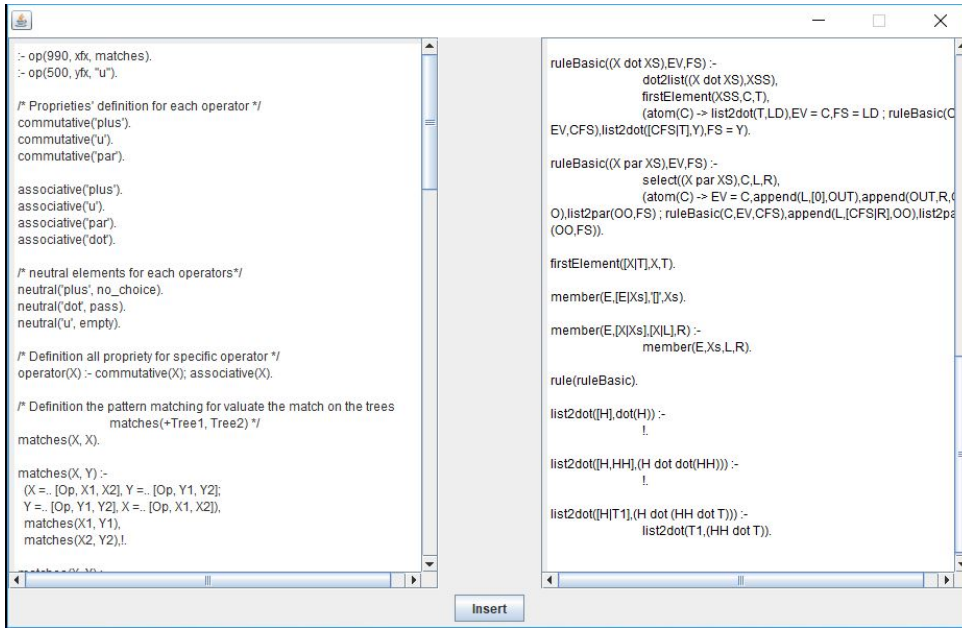 :- op(990, xfx, matches).
:- op(500, yfx, "u").
/* Proprieties' definition for each operator */
commutative('plus').
commutative('u').
commutative('par').
associative('plus').
associative('u').
associative('par').
associative('dot').
/* neutral elements for each operators*/
neutral('plus', no_choice).
neutral('dot', pass).
neutral('u', empty).
/* Definition all propriety for specific operator */
operator(X) :- commutative(X); associative(X).
/* Definition the pattern matching for valuate the match on the trees
matches(+Tree1, Tree2) */
matches(X, X).
matches(X, Y) :-
(X =.. [Op, X1, X2], Y =.. [Op, Y1, Y2];
Y =.. [Op, Y1, Y2], X =.. [Op, X1, X2]),
matches(X1, Y1),
matches(X2, Y2),!.
ruleBasic((X dot XS),EV,FS) :-
dot2list((X dot XS),XSS),
firstElement(XSS,C,T),
(atom(C) -> list2dot(T,LD),EV = C,FS = LD ; ruleBasic(C
EV,CFS),list2dot([CFS|T],Y),FS = Y).
ruleBasic((X par XS),EV,FS) :-
select((X par XS),C,L,R),
(atom(C) -> EV = C,append(L,[0],OUT),append(OUT,R,
O),list2par(OO,FS) ; ruleBasic(C,EV,CFS),append(L,[CFS|R],OO),list2pa
(OO,FS)).
firstElement([X|T],X,T).
member(E,[E|Xs],'[]',Xs).
member(E,[X|Xs],[X|L],R) :-
member(E,Xs,L,R).
rule(ruleBasic).
list2dot([H],dot(H)) :-
!.
list2dot([H,HH],(H dot dot(HH))) :-
!.
list2dot([H|T1],(H dot (HH dot T))) :-
list2dot(T1,(HH dot T)).
Insert